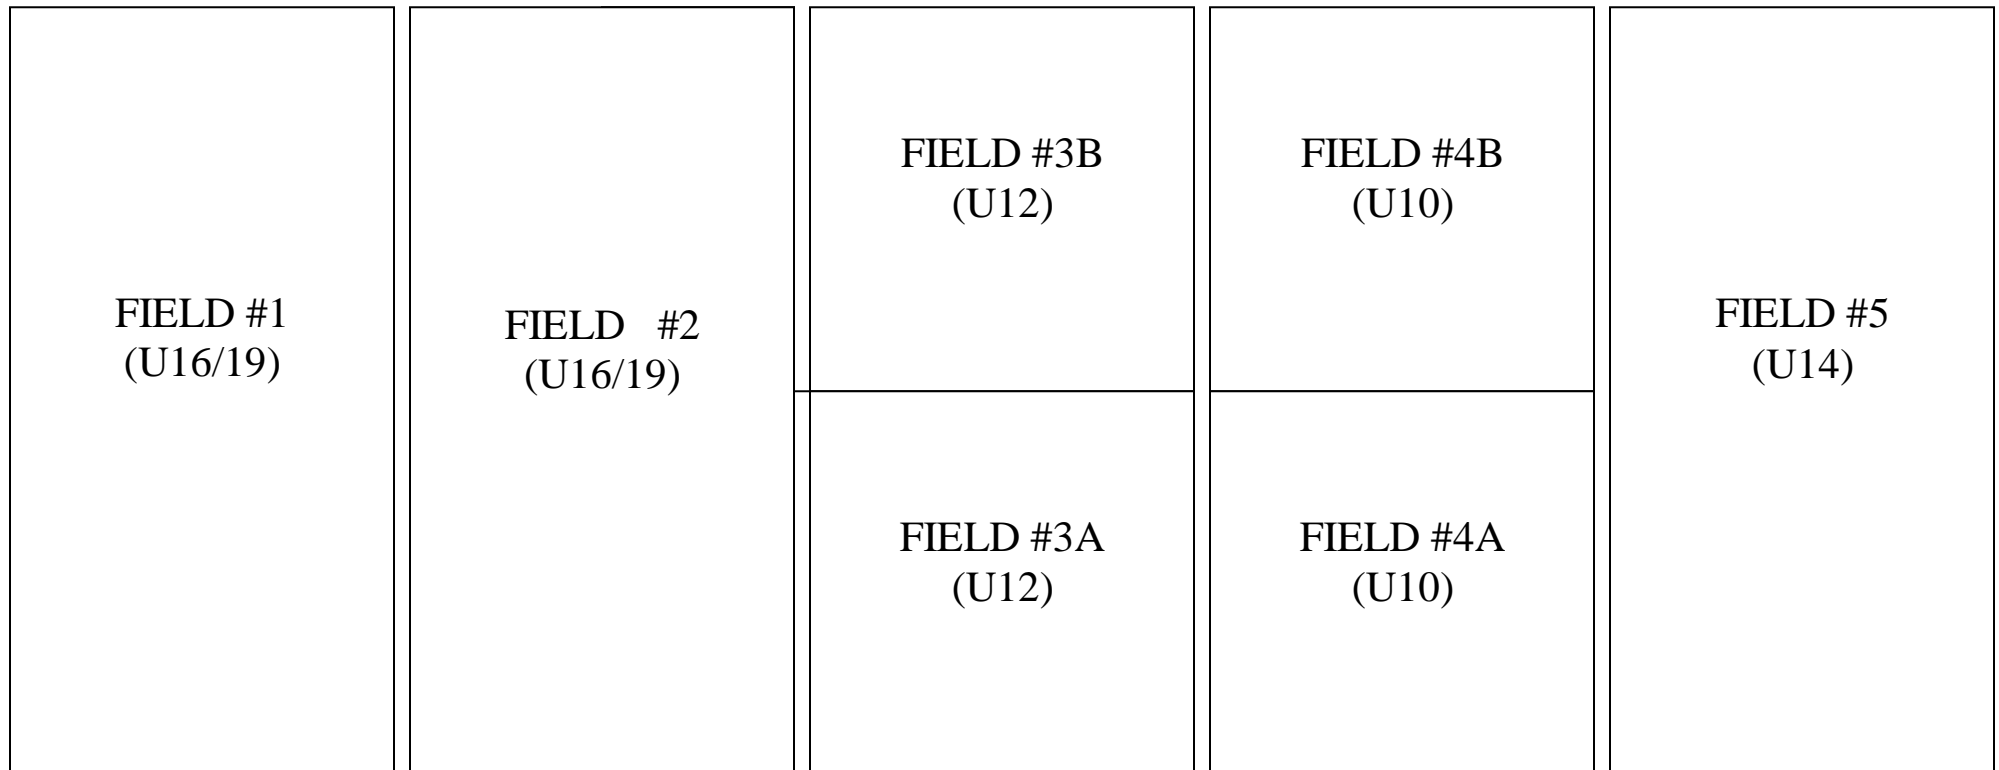 FIELD #1
(U16/19)
FIELD #2
(U16/19)
FIELD #3B
(U12)
FIELD #3A
(U12)
FIELD #4B
(U10)
FIELD #4A
(U10)
FIELD #5
(U14)